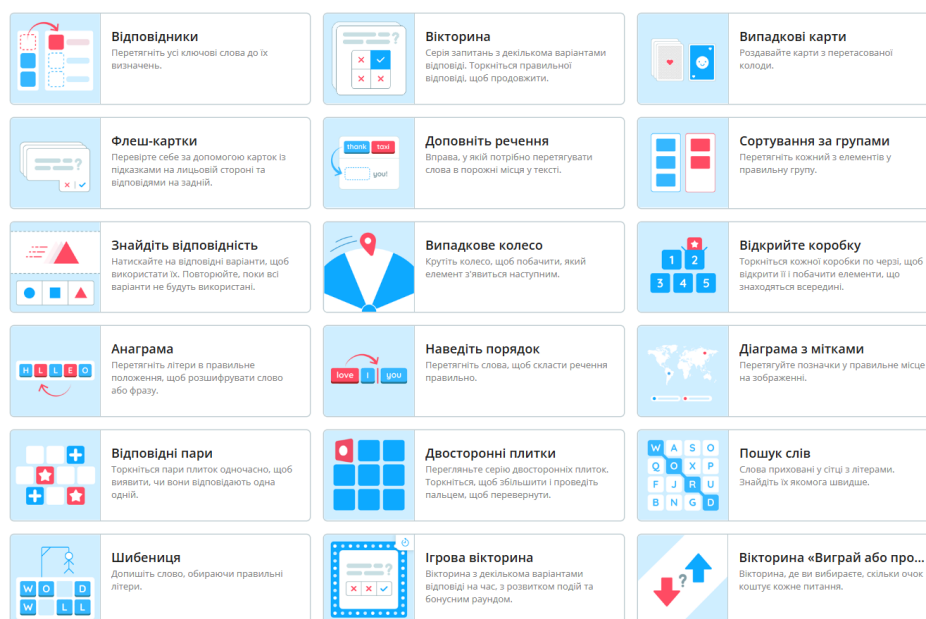 Відповідники
Перетягніть усі ключові слова до їх
визначень.
Вікторина
Серія запитань з декількома варіантами
відповіді. Торкніться правильної
відповіді, щоб продовжити.
Випадкові карти
Роздавайте карти з перетасованої
колоди.
Флеш-картки
Перевірте себе за допомогою карток із
підказками на лицьовій стороні та
відповідями на задній.
thank taxi
you!
Доповніть речення
Вправа, у якій потрібно перетягувати
слова в порожні місця у тексті.
Сортування за групами
Перетягніть кожний з елементів у
правильну групу.
Знайдіть відповідність
Натискайте на відповідні варіанти, щоб
використати їх. Повторюйте, поки всі
варіанти не будуть використані.
Випадкове колесо
Крутіть колесо, щоб побачити, який
елемент з'явиться наступним.
1 2
3 4 5
Відкрийте коробку
Торкніться кожної коробки по черзі, щоб
відкрити її і побачити елементи, що
знаходяться всередині.
H L L E O
Анаграма
Перетягніть літери в правильне
положення, щоб розшифрувати слово
або фразу.
love i you
Наведіть порядок
Перетягніть слова, щоб скласти речення
правильно.
Діаграма з мітками
Перетягуйте позначки у правильне місце
на зображенні.
Відповідні пари
Торкніться пари плиток одночасно, щоб
виявити, чи вони відповідають одна
одній.
Двосторонні плитки
Перегляньте серію двосторонніх плиток.
Торкніться, щоб збільшити і проведіть
пальцем, щоб перевернути.
W A S O
Q O X P
F J R U
B N G D
Пошук слів
Слова приховані у сітці з літерами.
Знайдіть їх якомога швидше.
W O D
W L L
Шибениця
Допишіть слово, обираючи правильні
літери.
Ігрова вікторина
Вікторина з декількома варіантами
відповіді на час, з розвитком подій та
бонусним раундом.
Вікторина «Виграй або про...
Вікторина, де ви вибираєте, скільки очок
коштує кожне питання.